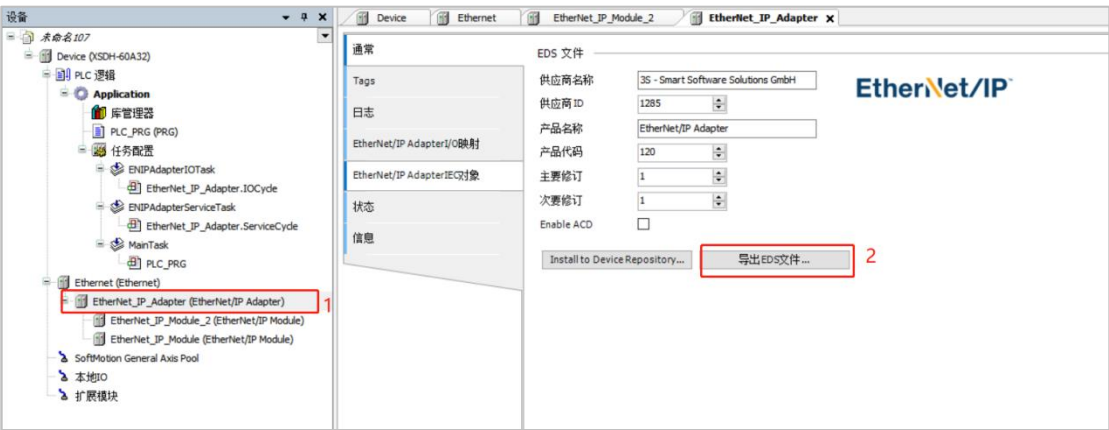 设备
未命名107
Device (XSDH-60A32)
PLC 逻辑
Application
库管理器
PLC_PRG (PRG)
任务配置
ENIPAdapterIOTask
EtherNet_IP_Adapter.IOCycle
ENIPAdapterServiceTask
EtherNet_IP_Adapter.ServiceCycle
MainTask
PLC_PRG
Ethernet (Ethernet)
EtherNet_IP_Adapter (EtherNet/IP Adapter)
1
EtherNet_IP_Module_2 (EtherNet/IP Module)
EtherNet_IP_Module (EtherNet/IP Module)
SoftMotion General Axis Pool
本地IO
扩展模块
Device
Ethernet
EtherNet_IP_Module_2
EtherNet_IP_Adapter
通常
Tags
日志
EtherNet/IP AdapterI/O映射
EtherNet/IP AdapterIEC对象
状态
信息
EDS 文件
供应商名称 3S - Smart Software Solutions GmbH
供应商 ID 1285
产品名称 EtherNet/IP Adapter
产品代码 120
主要修订 1
次要修订 1
Enable ACD
Install to Device Repository...
导出EDS文件...
2
EtherNet/IP™